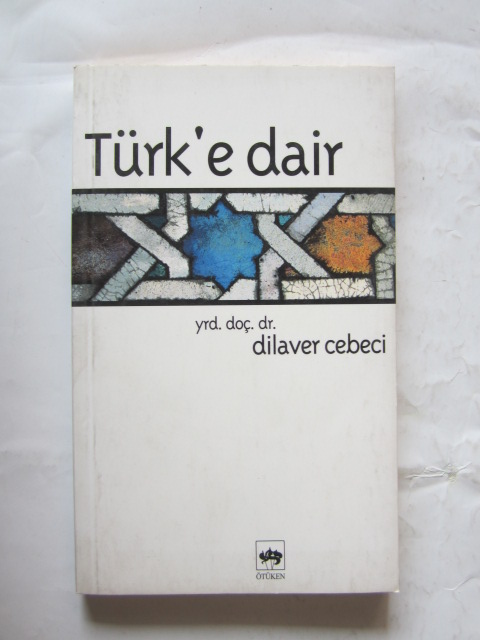 Türk'e dair
yrd. doç. dr.
dilaver cebeci
ÖTÜKEN